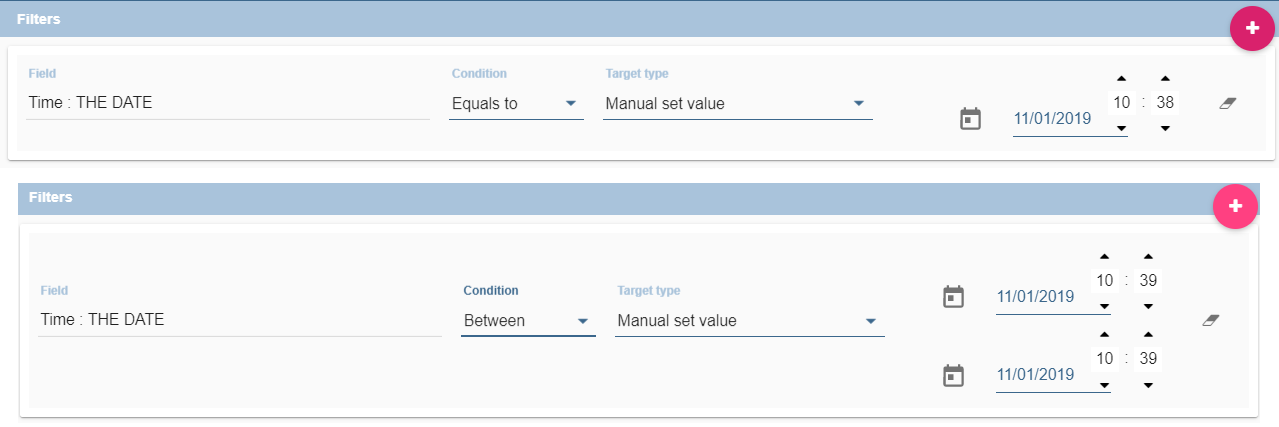 Filters
Field Condition Target type
Time : THE DATE Equals to Manual set value 11/01/2019 10 : 38
Filters
Field Condition Target type
Time : THE DATE Between Manual set value
11/01/2019 10 : 39
11/01/2019 10 : 39